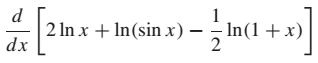 d/dx [2 ln x + ln(sin x) − 1/2 ln(1 + x)]